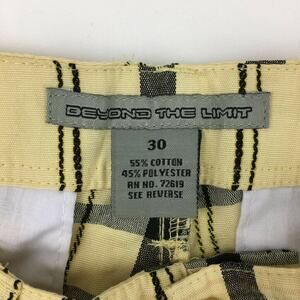 BEYOND THE LIMIT
30
55% COTTON
45% POLYESTER
RN NO. 72619
SEE REVERSE